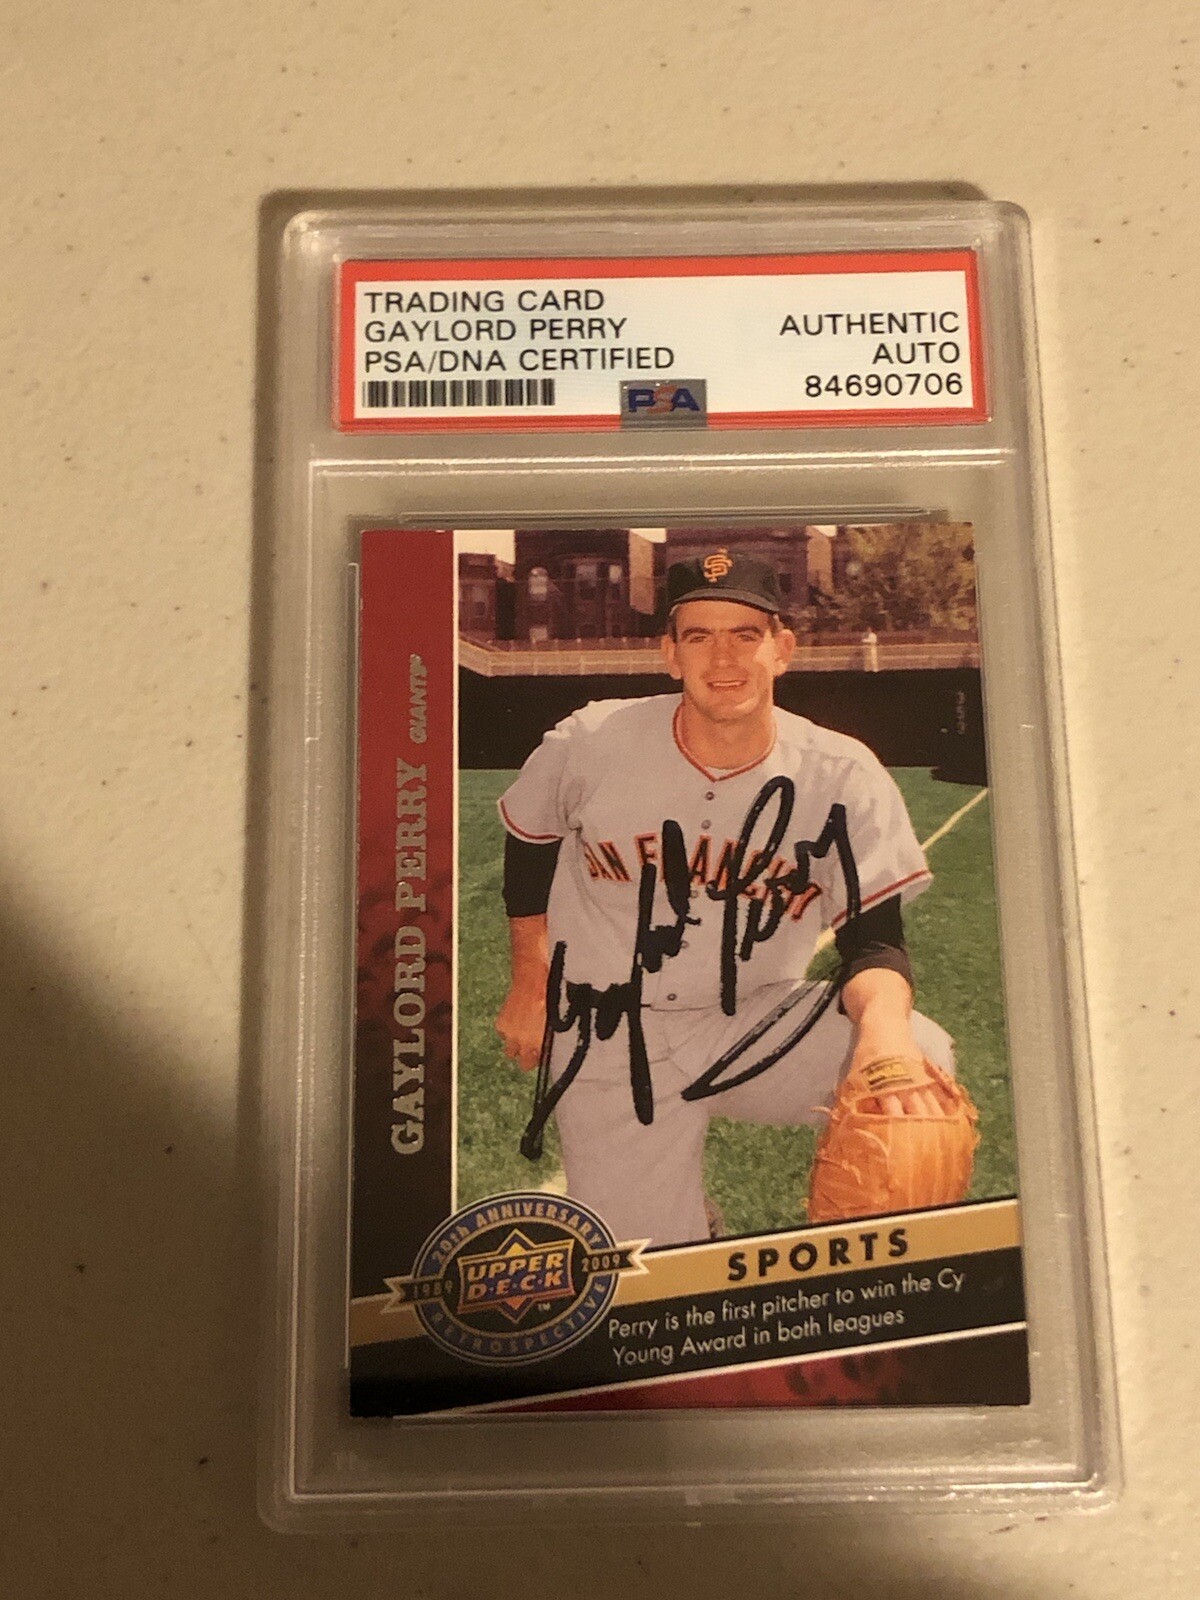 TRADING CARD
GAYLORD PERRY
PSA/DNA CERTIFIED
AUTHENTIC
AUTO
84690706
PSA
SF
GAYLORD PERRY GIANTS
SAN FRANCISCO
Gaylord Perry
20th ANNIVERSARY
1989 UPPER DECK 2009
RETROSPECTIVE
SPORTS
Perry is the first pitcher to win the Cy
Young Award in both leagues